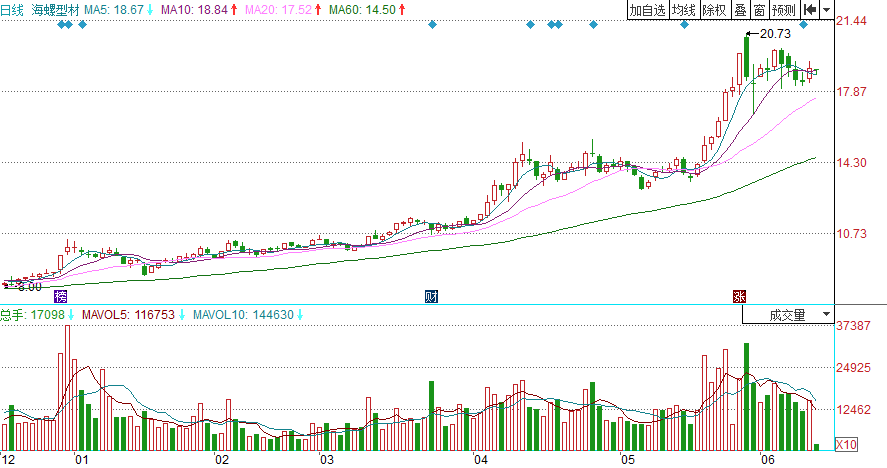 日线 海螺型材 MA5: 18.67↓ MA10: 18.84↑ MA20: 17.52↑ MA60: 14.50↑
加自选 均线 除权 叠 窗 预测
21.44
←20.73
17.87
14.30
10.73
8.00
榜 财 涨
总手: 17098↓ MAVOL5: 116753↓ MAVOL10: 144630↓
成交量
37387
24925
12462
X10
12 01 02 03 04 05 06